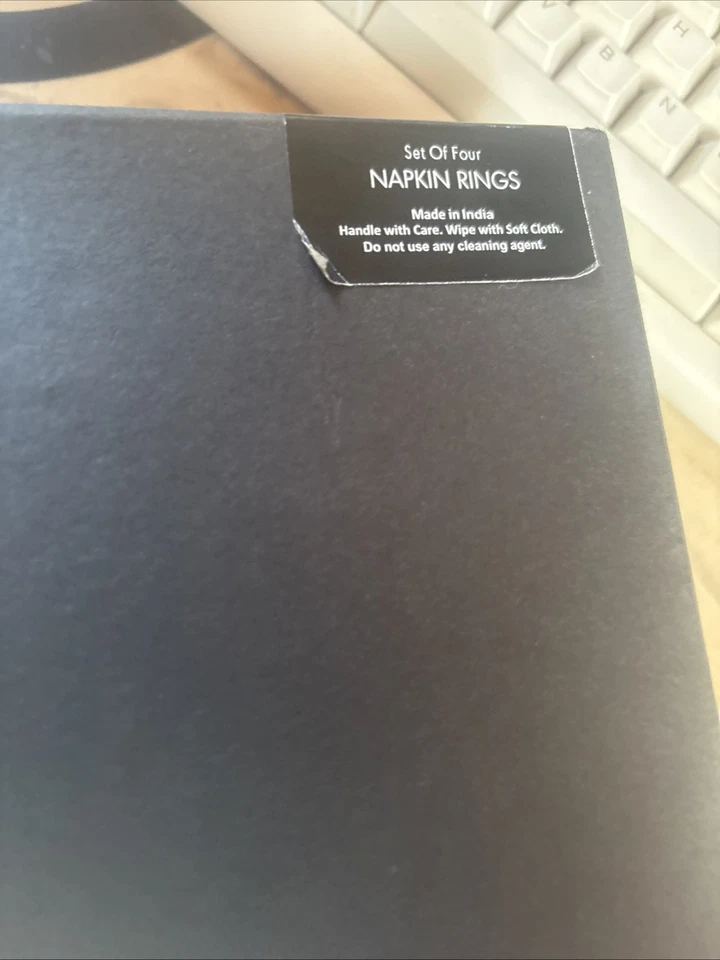 V
H
B
N
Set Of Four
NAPKIN RINGS
Made in India
Handle with Care. Wipe with Soft Cloth.
Do not use any cleaning agent.